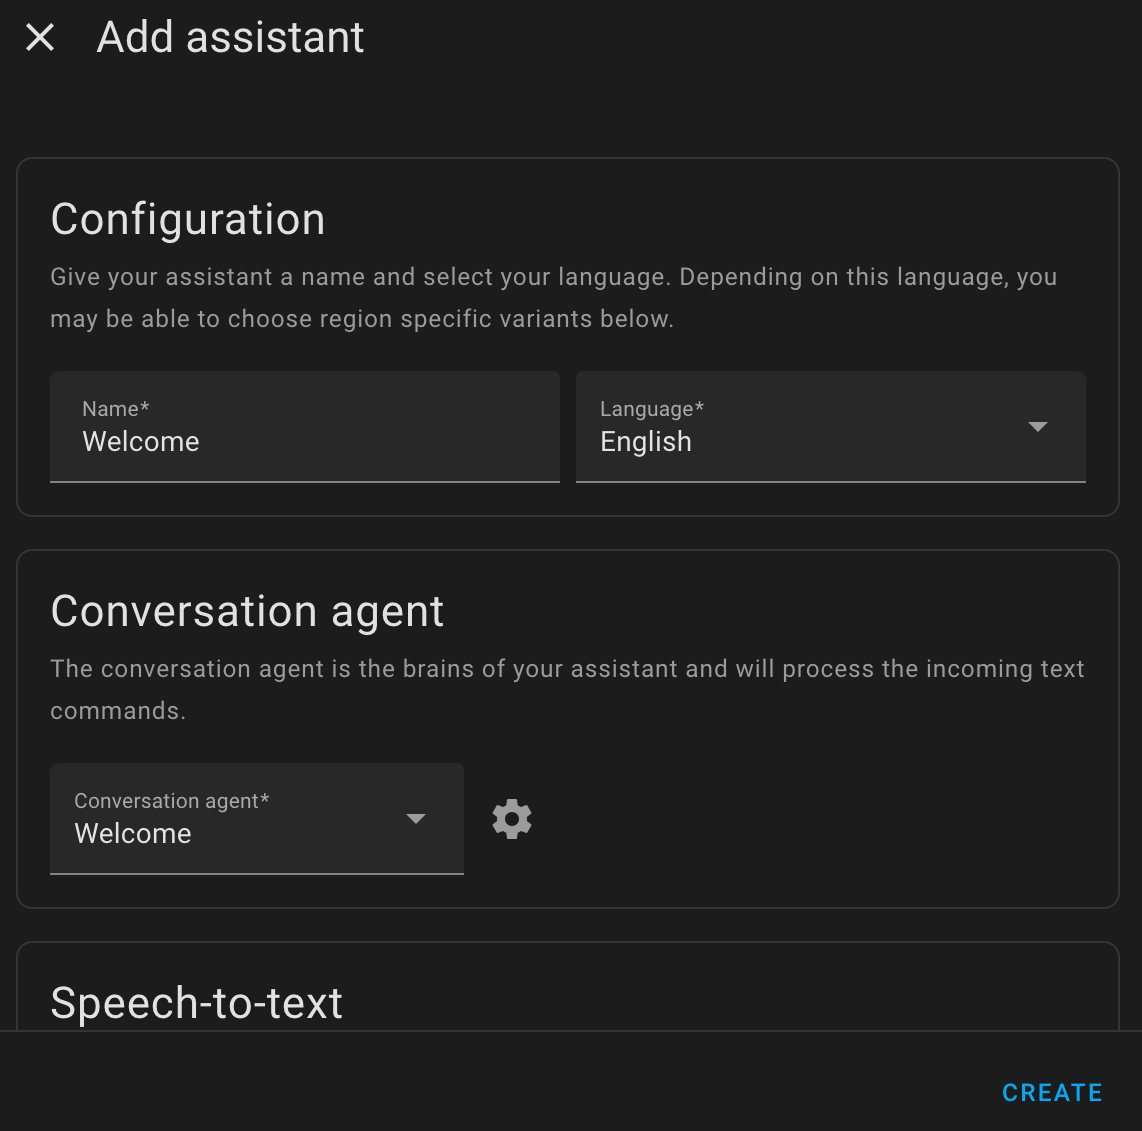 Add assistant
Configuration
Give your assistant a name and select your language. Depending on this language, you
may be able to choose region specific variants below.
Name*
Welcome
Language*
English
Conversation agent
The conversation agent is the brains of your assistant and will process the incoming text
commands.
Conversation agent*
Welcome
Speech-to-text
CREATE